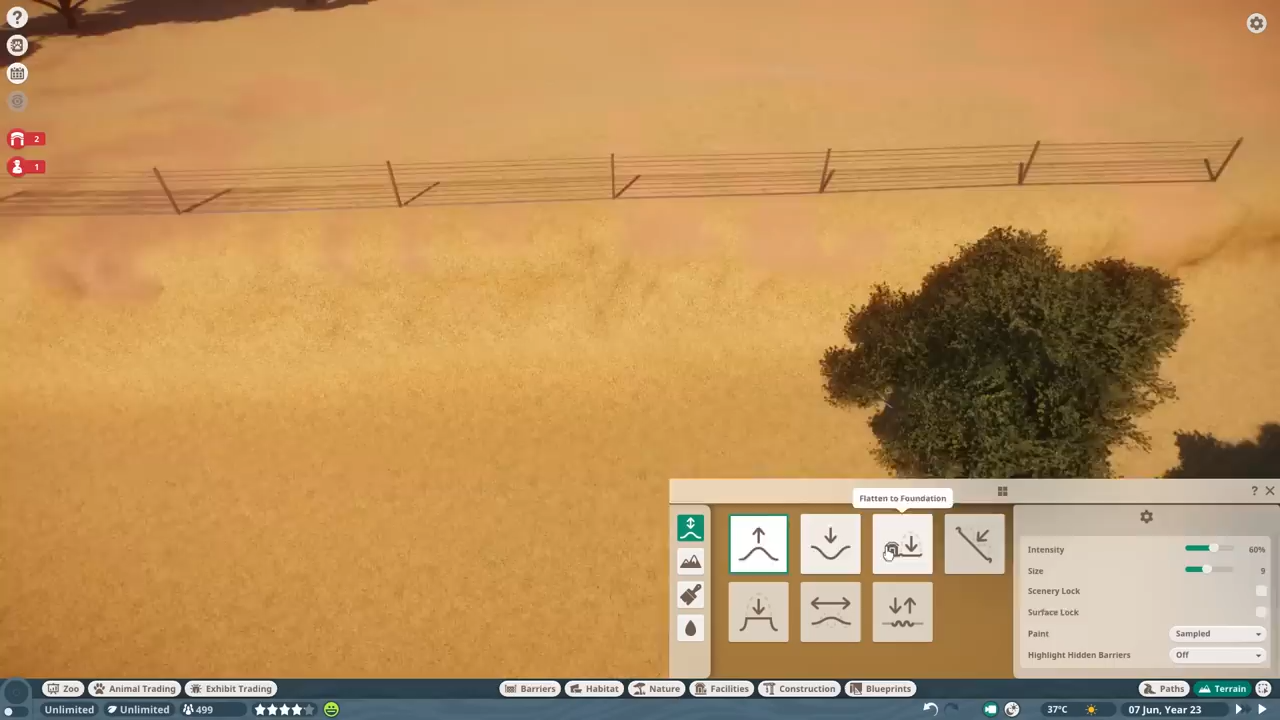 ?
2
1
Flatten to Foundation
?
Intensity 60%
Size 9
Scenery Lock
Surface Lock
Paint Sampled
Highlight Hidden Barriers Off
Zoo Animal Trading Exhibit Trading Barriers Habitat Nature Facilities Construction Blueprints Paths Terrain
Unlimited Unlimited 499 37°C 07 Jun, Year 23